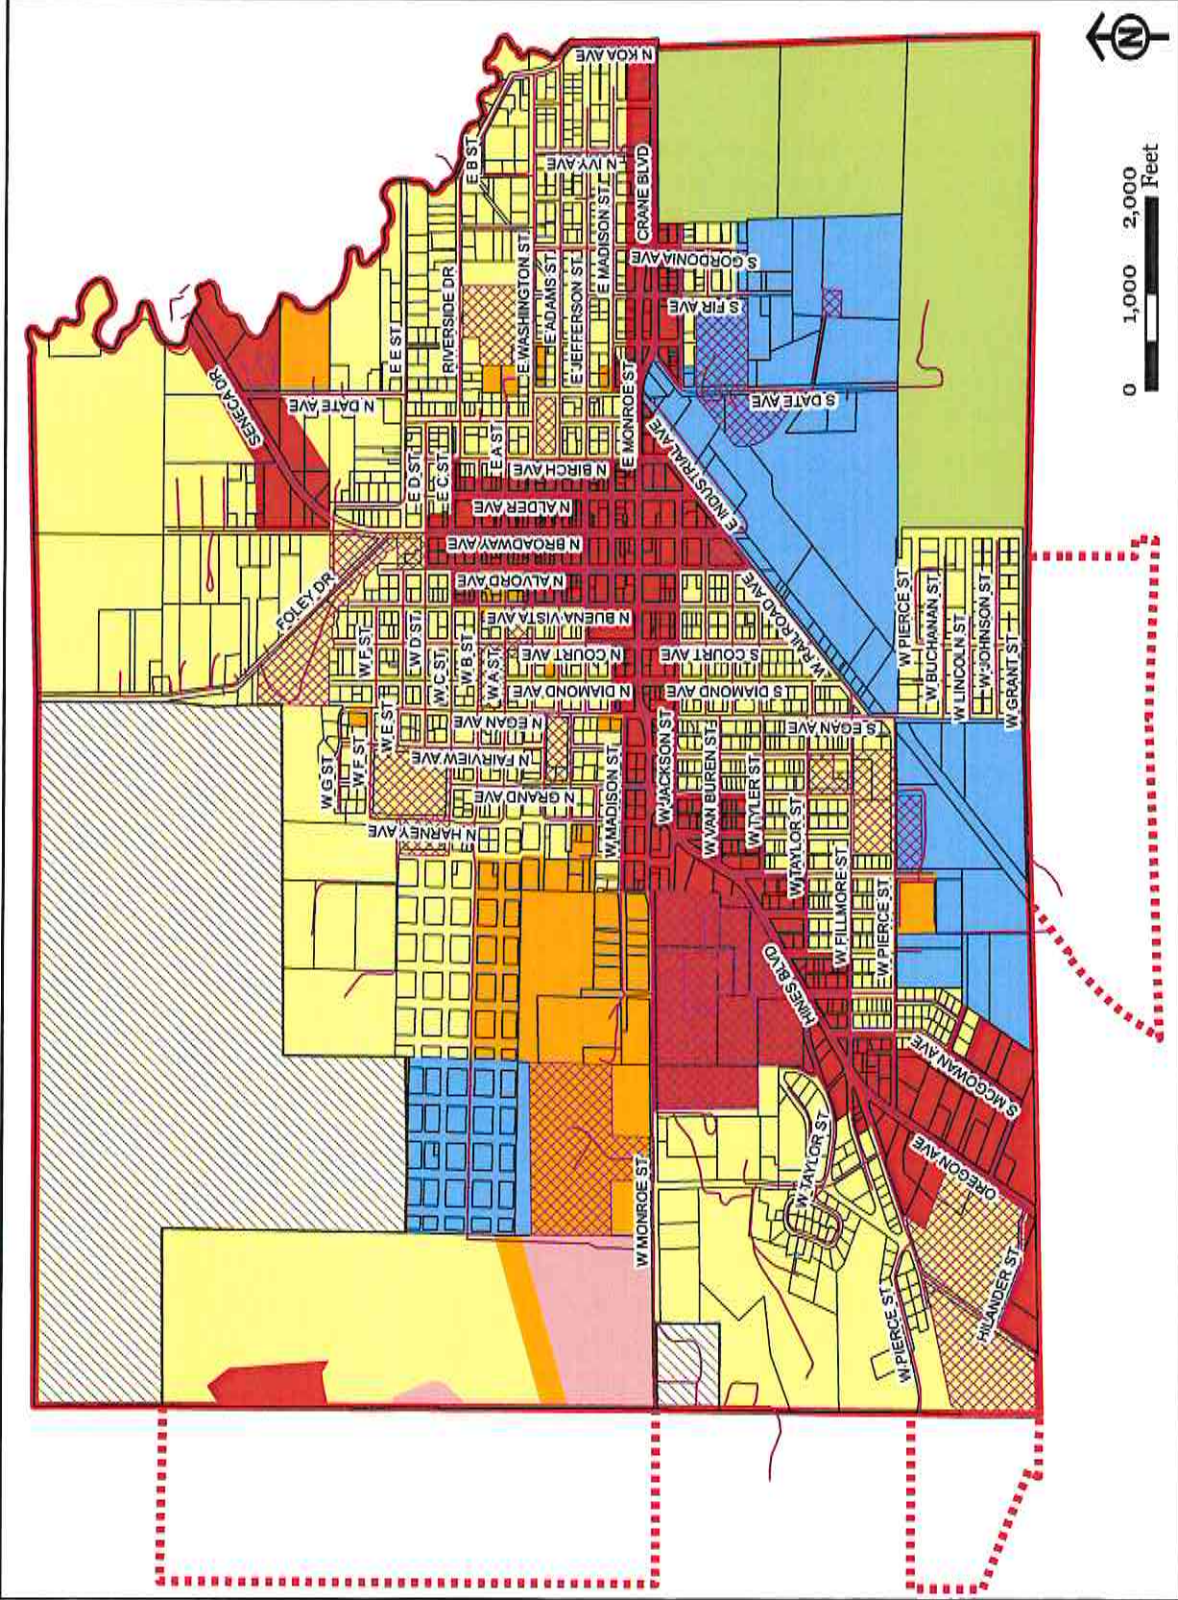 N KOA AVE
E B ST
N IVY AVE
CRANE BLVD
E MADISON ST
S GORDONIA AVE
E WASHINGTON ST
E ADAMS ST
E JEFFERSON ST
RIVERSIDE DR
S FIR AVE
E E ST
SENECA DR
N DATE AVE
S DATE AVE
E MONROE ST
E A ST
E D ST
E C ST
N BIRCH AVE
E INDUSTRIAL AVE
N ALDER AVE
N BROADWAY AVE
FOLEY DR
N ALVORD AVE
W RAILROAD AVE
N BUENA VISTA AVE
W F ST
W D ST
W C ST
W B ST
W A ST
N COURT AVE
S COURT AVE
N DIAMOND AVE
S DIAMOND AVE
W PIERCE ST
W BUCHANAN ST
W LINCOLN ST
W JOHNSON ST
W GRANT ST
N EGAN AVE
S EGAN AVE
W E ST
W F ST
W G ST
N FAIRVIEW AVE
N GRAND AVE
N HARNEY AVE
W MADISON ST
W JACKSON ST
W VAN BUREN ST
W TYLER ST
W TAYLOR ST
W FILLMORE ST
W PIERCE ST
HINES BLVD
S MCGOWAN AVE
OREGON AVE
W TAYLOR ST
W MONROE ST
W PIERCE ST
HILANDER ST
N
0 1,000 2,000
Feet